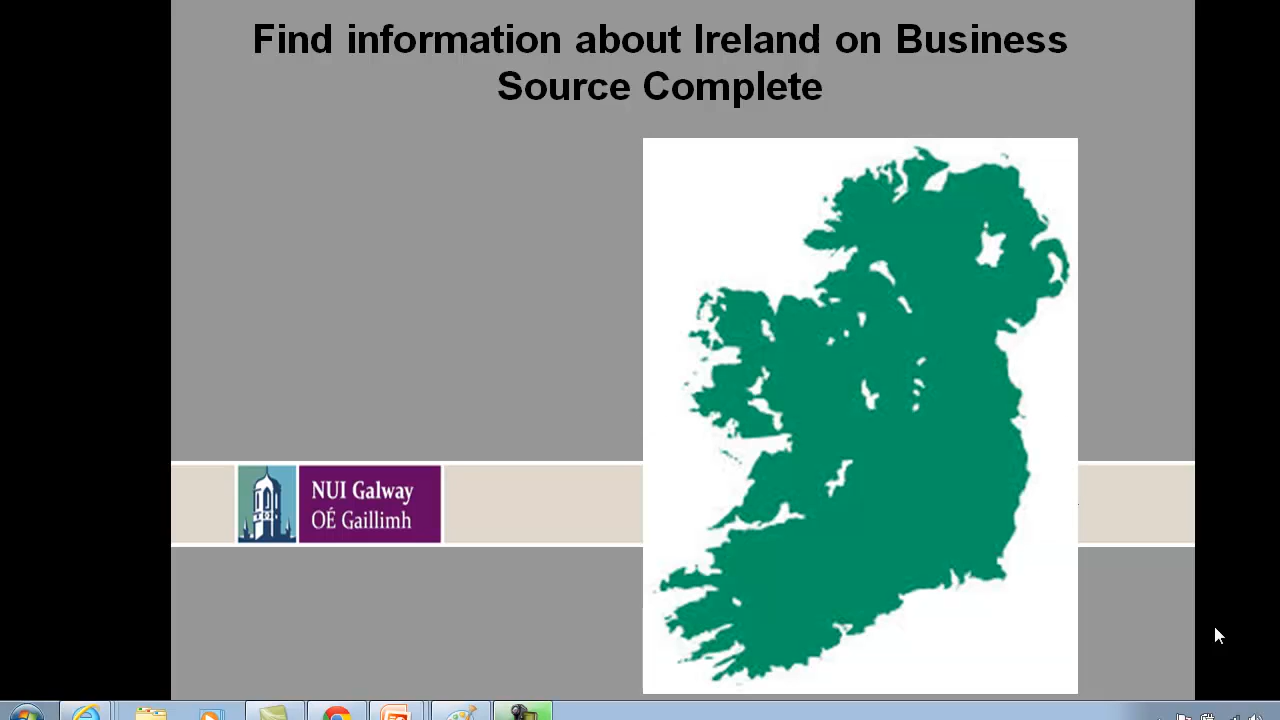 Find information about Ireland on Business
Source Complete
NUI Galway
OÉ Gaillimh